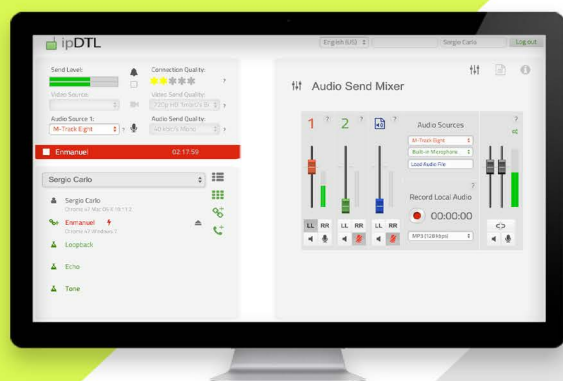 ipDTL
English (US)
Sergio Carlo
Log out
Send Level:
Connection Quality:
?
Video Source:
Video Send Quality:
?
Audio Source 1:
Audio Send Quality:
M-Track Eight
?
?
Enmanuel
02:17:59
Sergio Carlo
Sergio Carlo
Enmanuel
Loopback
Echo
Tone
Audio Send Mixer
1 ? 2 ? ?
Audio Sources
?
M-Track Eight
Built-in Microphone
Load Audio File
?
Record Local Audio
00:00:00
MP3 (128 kbps)
LL RR LL RR LL RR